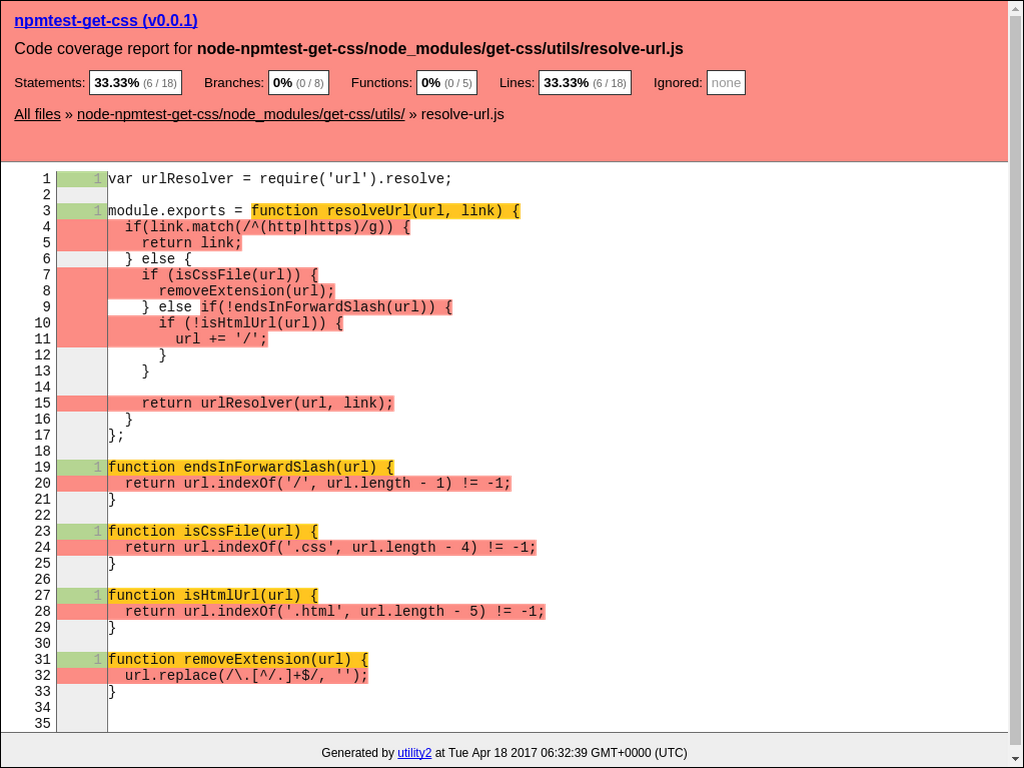 npmtest-get-css (v0.0.1)
Code coverage report for node-npmtest-get-css/node_modules/get-css/utils/resolve-url.js
Statements: 33.33% (6 / 18) Branches: 0% (0 / 8) Functions: 0% (0 / 5) Lines: 33.33% (6 / 18) Ignored: none
All files » node-npmtest-get-css/node_modules/get-css/utils/ » resolve-url.js
1 1 var urlResolver = require('url').resolve;
2
3 1 module.exports = function resolveUrl(url, link) {
4   if(link.match(/^(http|https)/g)) {
5     return link;
6   } else {
7     if (isCssFile(url)) {
8       removeExtension(url);
9     } else if(!endsInForwardSlash(url)) {
10       if (!isHtmlUrl(url)) {
11         url += '/';
12       }
13     }
14
15     return urlResolver(url, link);
16   }
17 };
18
19 1 function endsInForwardSlash(url) {
20   return url.indexOf('/', url.length - 1) != -1;
21 }
22
23 1 function isCssFile(url) {
24   return url.indexOf('.css', url.length - 4) != -1;
25 }
26
27 1 function isHtmlUrl(url) {
28   return url.indexOf('.html', url.length - 5) != -1;
29 }
30
31 1 function removeExtension(url) {
32   url.replace(/\.[^/.]+$/, '');
33 }
34
35
Generated by utility2 at Tue Apr 18 2017 06:32:39 GMT+0000 (UTC)